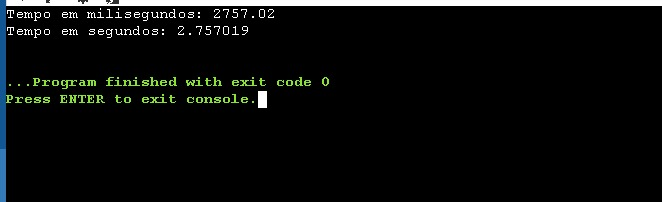 Tempo em milisegundos: 2757.02
Tempo em segundos: 2.757019
...Program finished with exit code 0
Press ENTER to exit console.